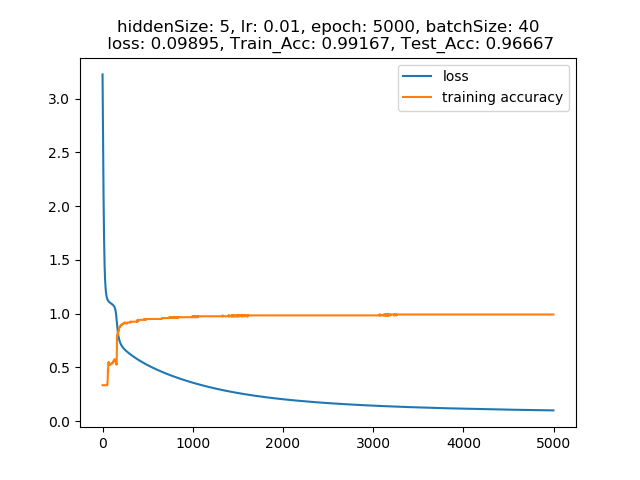 hiddenSize: 5, lr: 0.01, epoch: 5000, batchSize: 40
loss: 0.09895, Train_Acc: 0.99167, Test_Acc: 0.96667
loss
training accuracy
3.0
2.5
2.0
1.5
1.0
0.5
0.0
0 1000 2000 3000 4000 5000